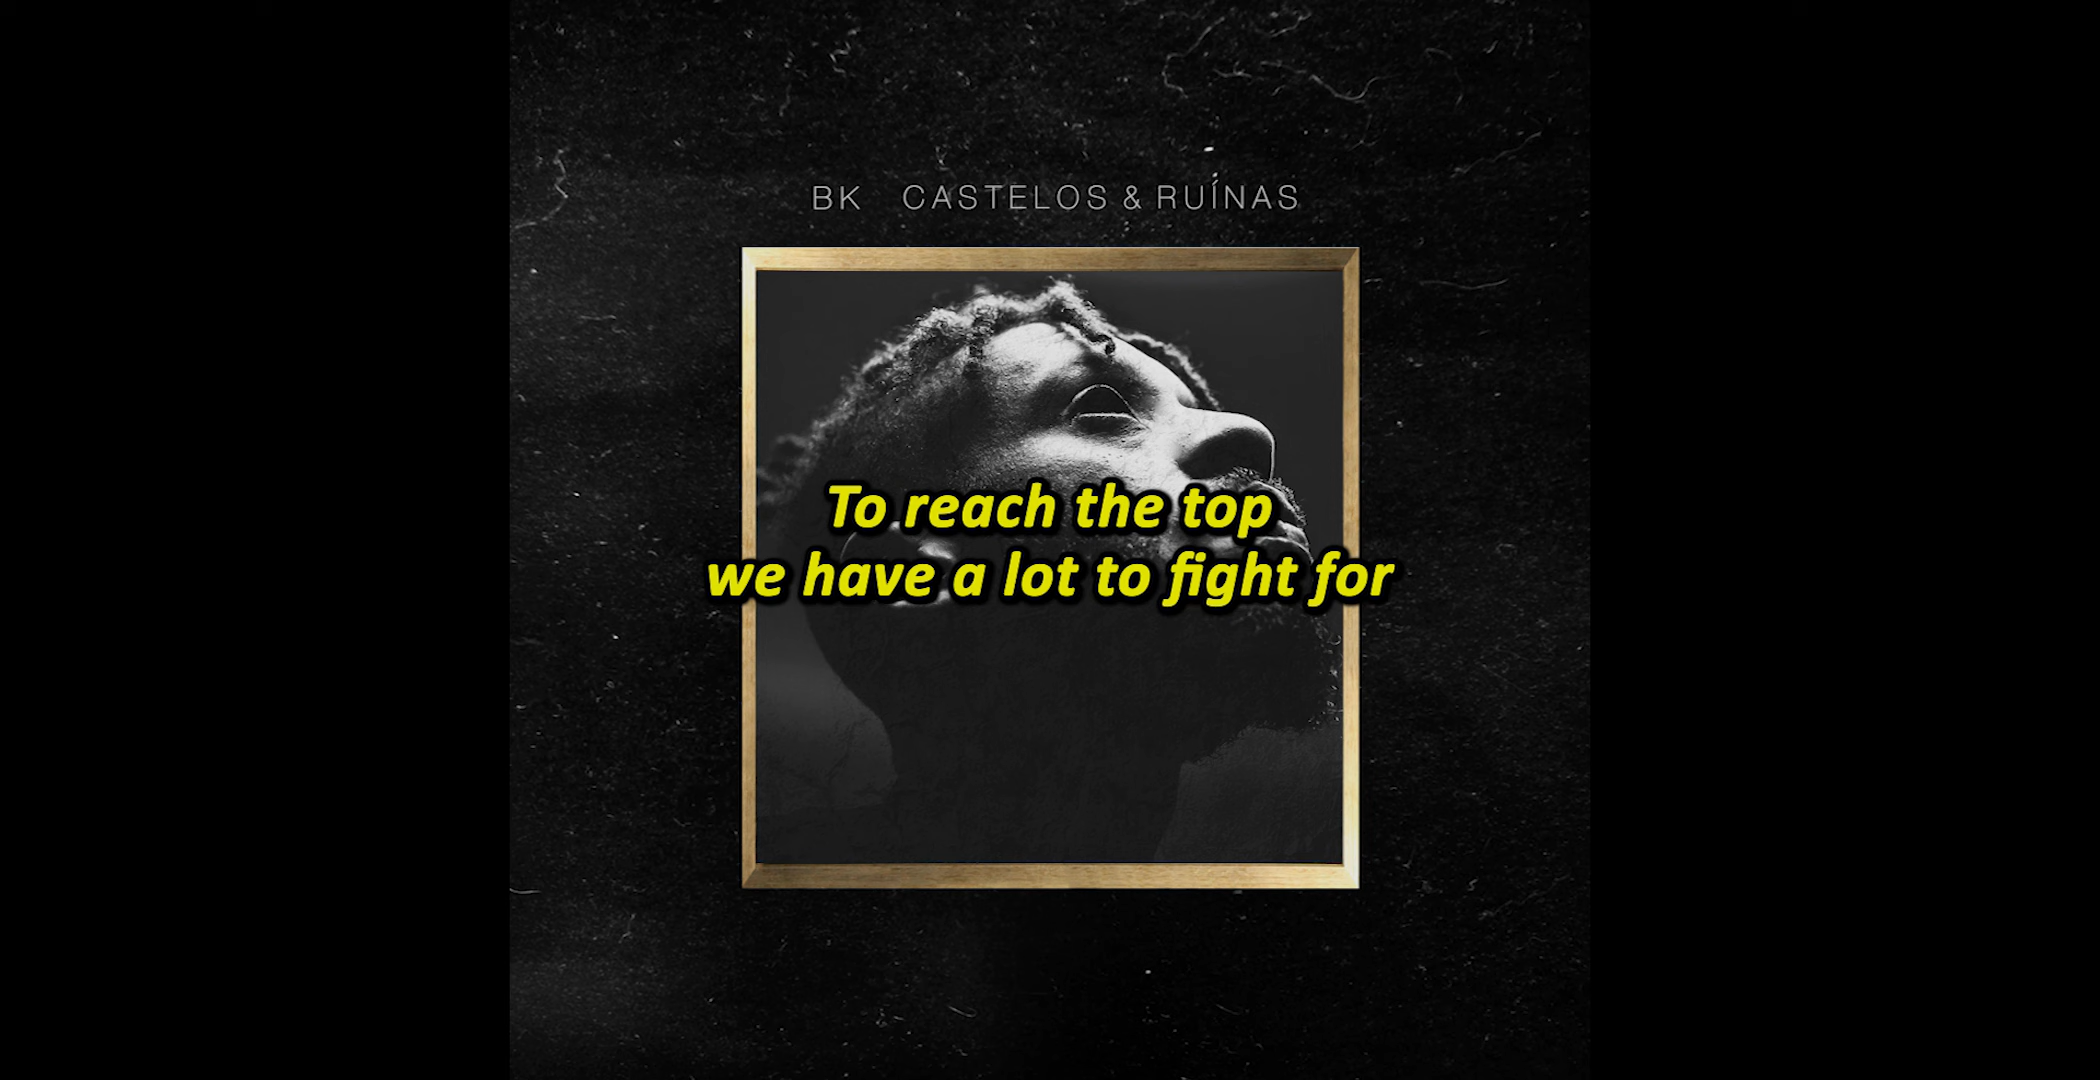 BK CASTELOS & RUÍNAS
To reach the top
we have a lot to fight for